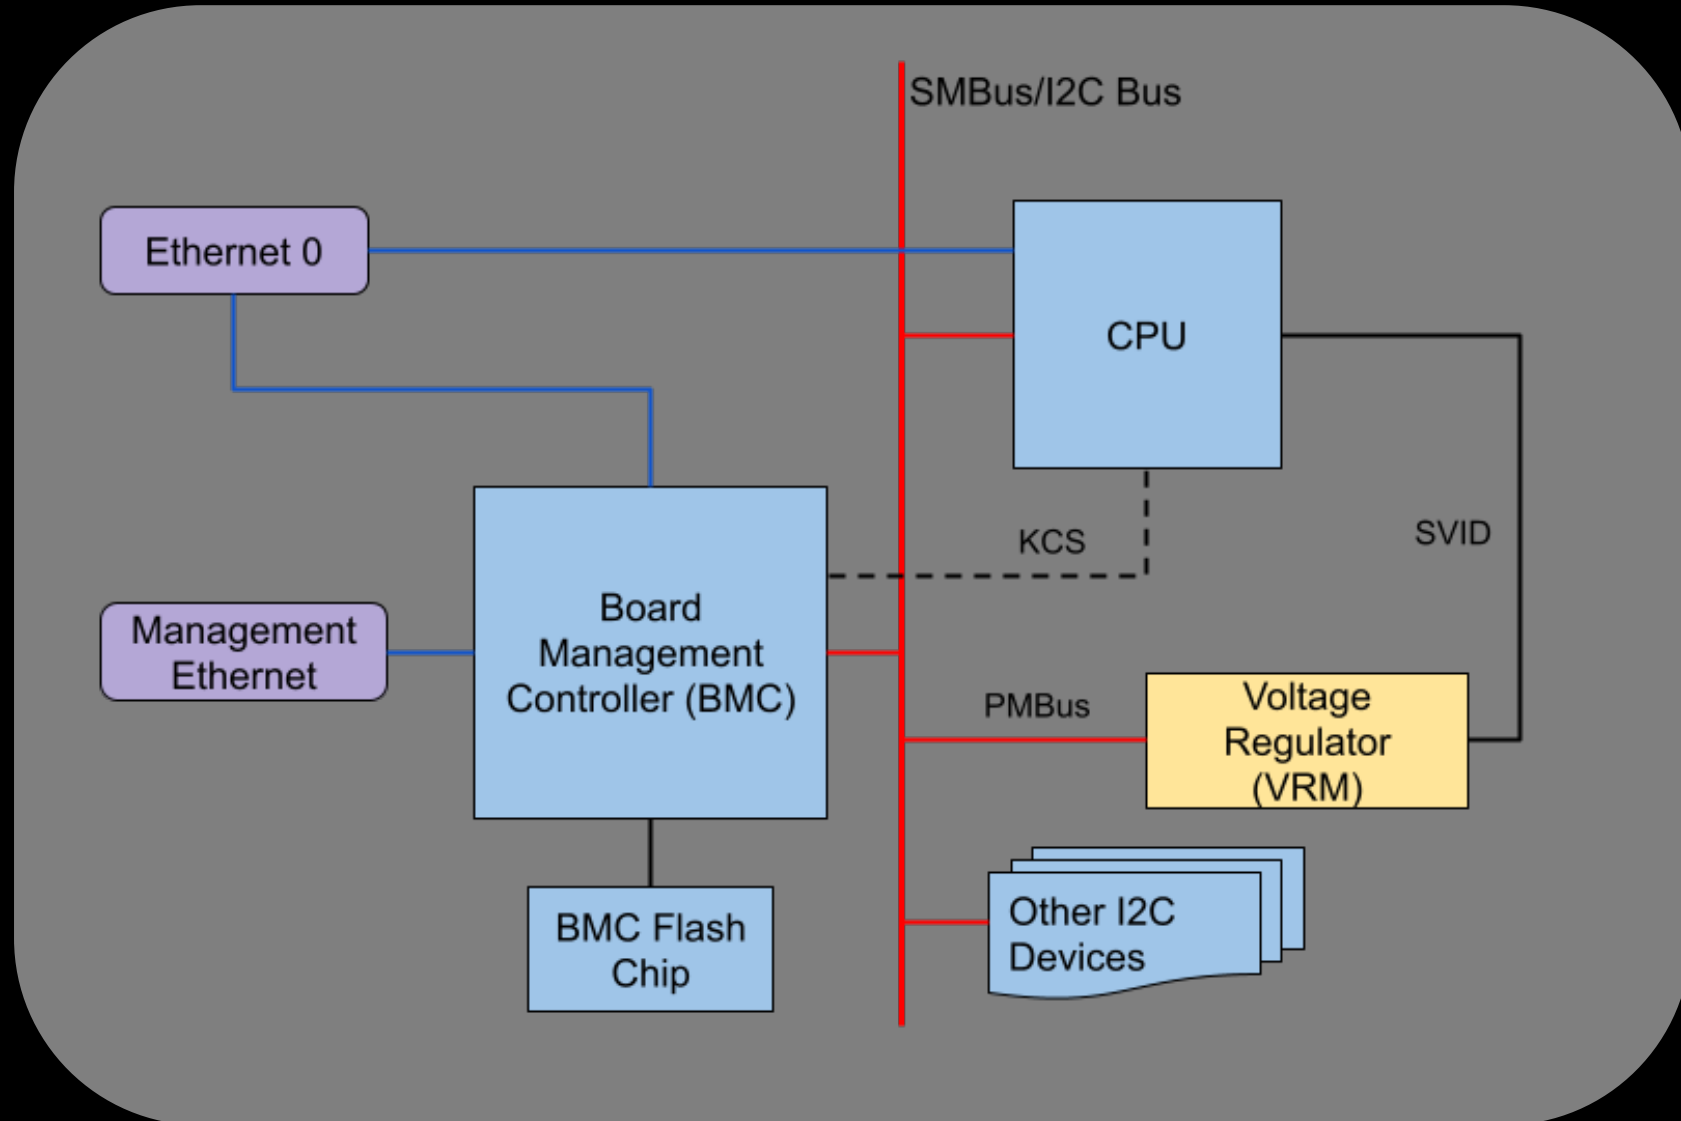 SMBus/I2C Bus
Ethernet 0
CPU
KCS
SVID
Board
Management
Controller (BMC)
Management
Ethernet
PMBus
Voltage
Regulator
(VRM)
BMC Flash
Chip
Other I2C
Devices